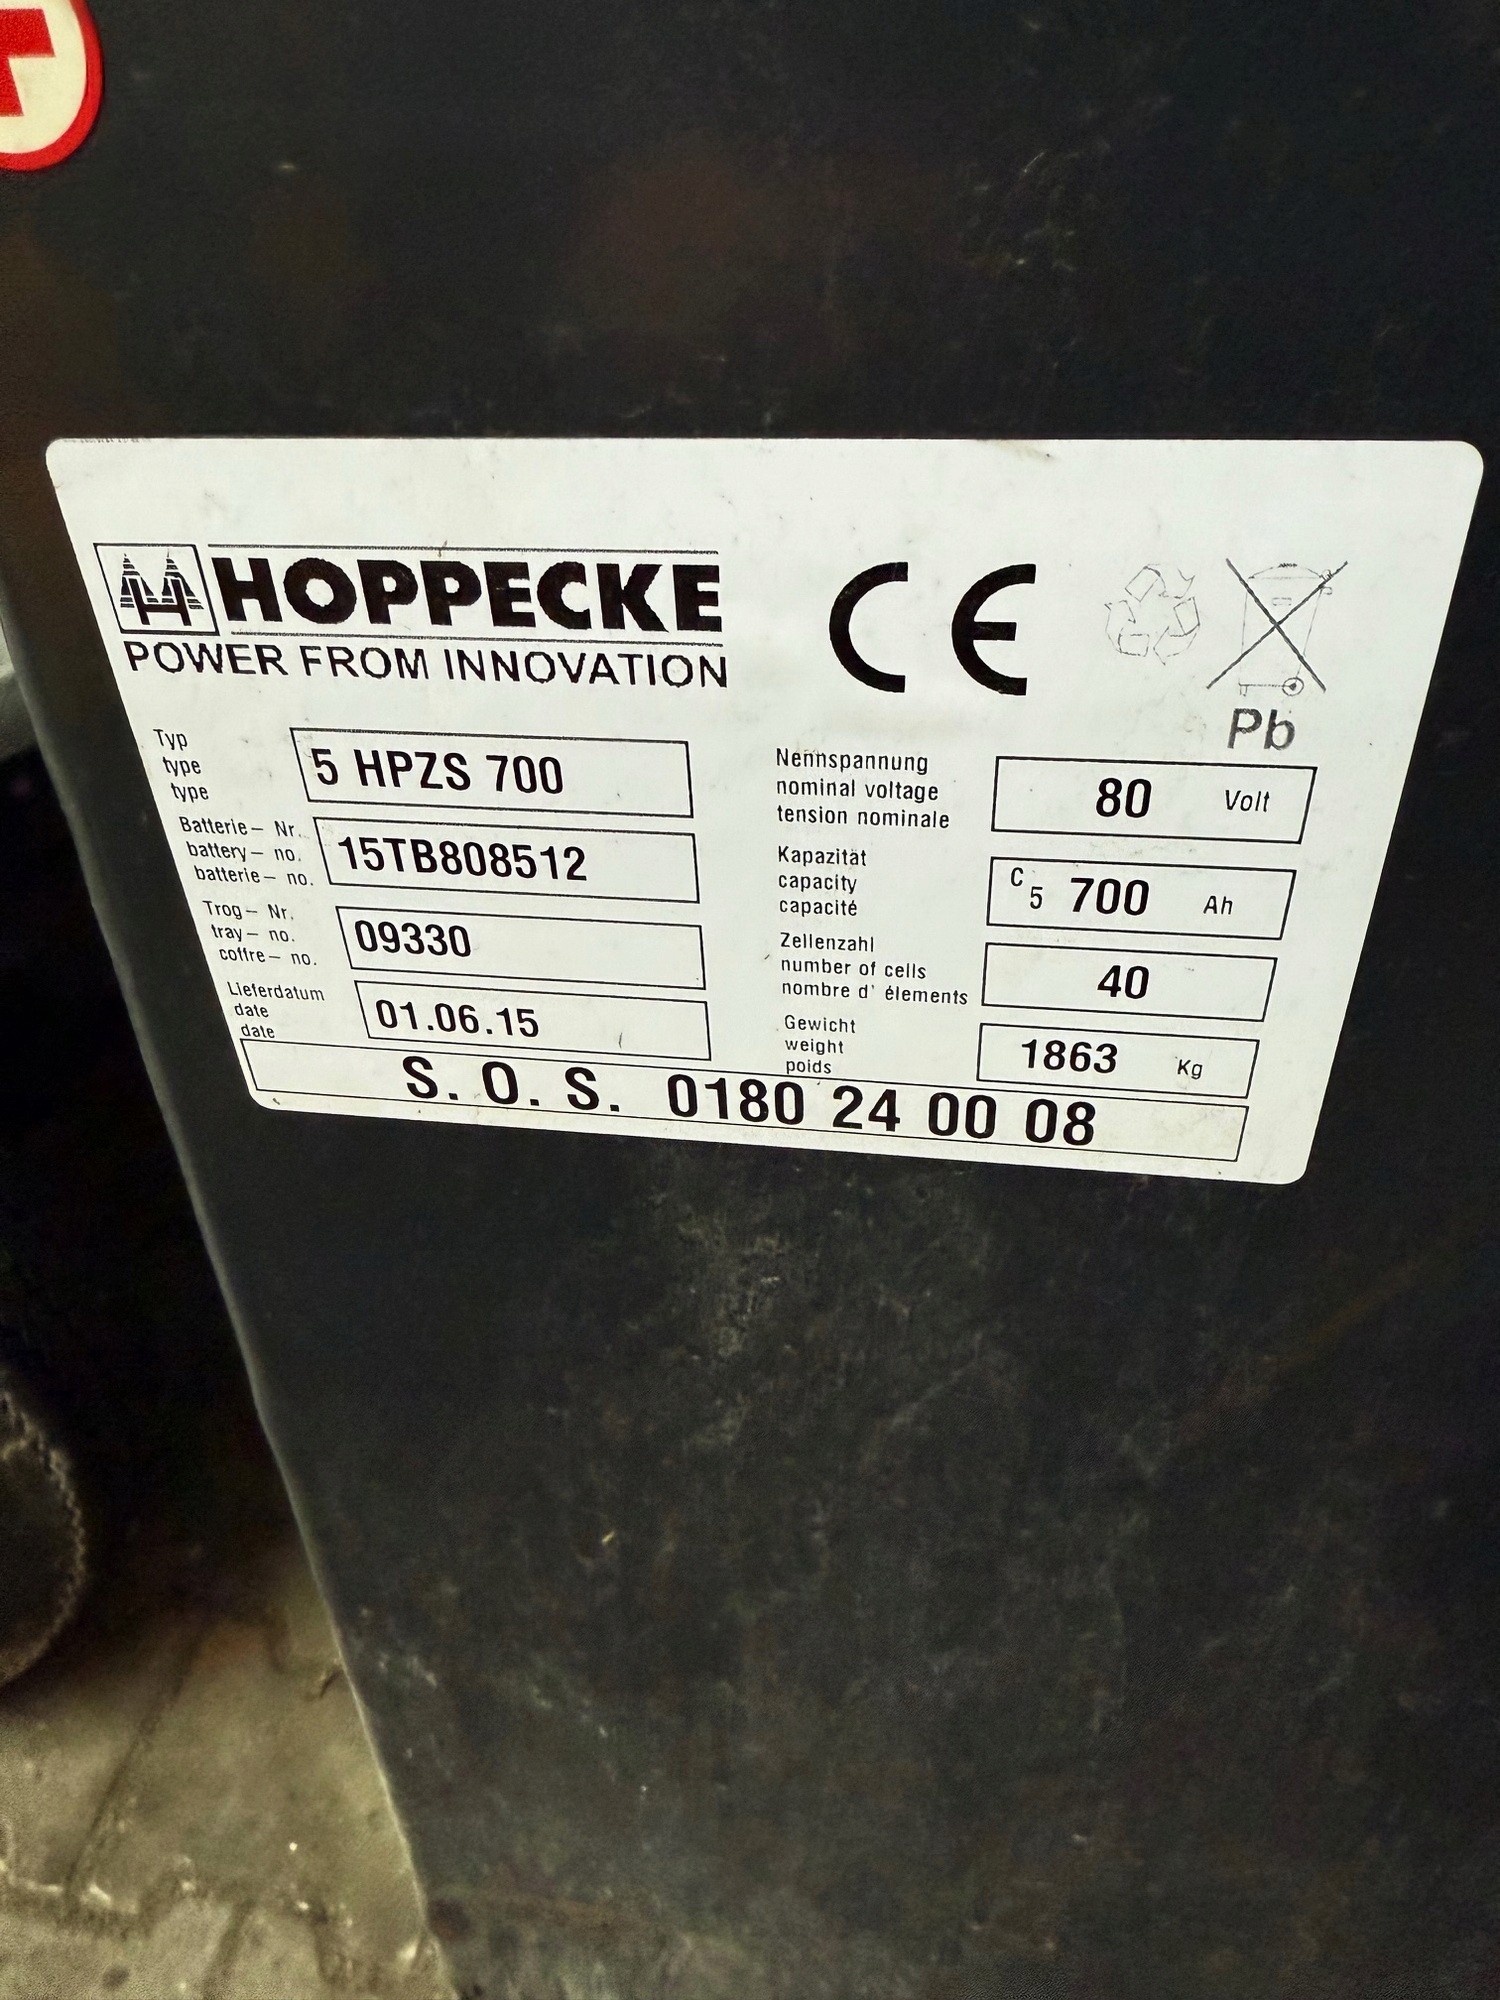 HOPPECKE
POWER FROM INNOVATION
CE
Pb
Typ
type
type
5 HPZS 700
Batterie– Nr.
battery– no.
batterie– no.
15TB808512
Trog– Nr.
tray– no.
coffre– no.
09330
Lieferdatum
date
date
01.06.15
Nennspannung
nominal voltage
tension nominale
80 Volt
Kapazität
capacity
capacité
C5 700 Ah
Zellenzahl
number of cells
nombre d' élements
40
Gewicht
weight
poids
1863 Kg
S. O. S. 0180 24 00 08